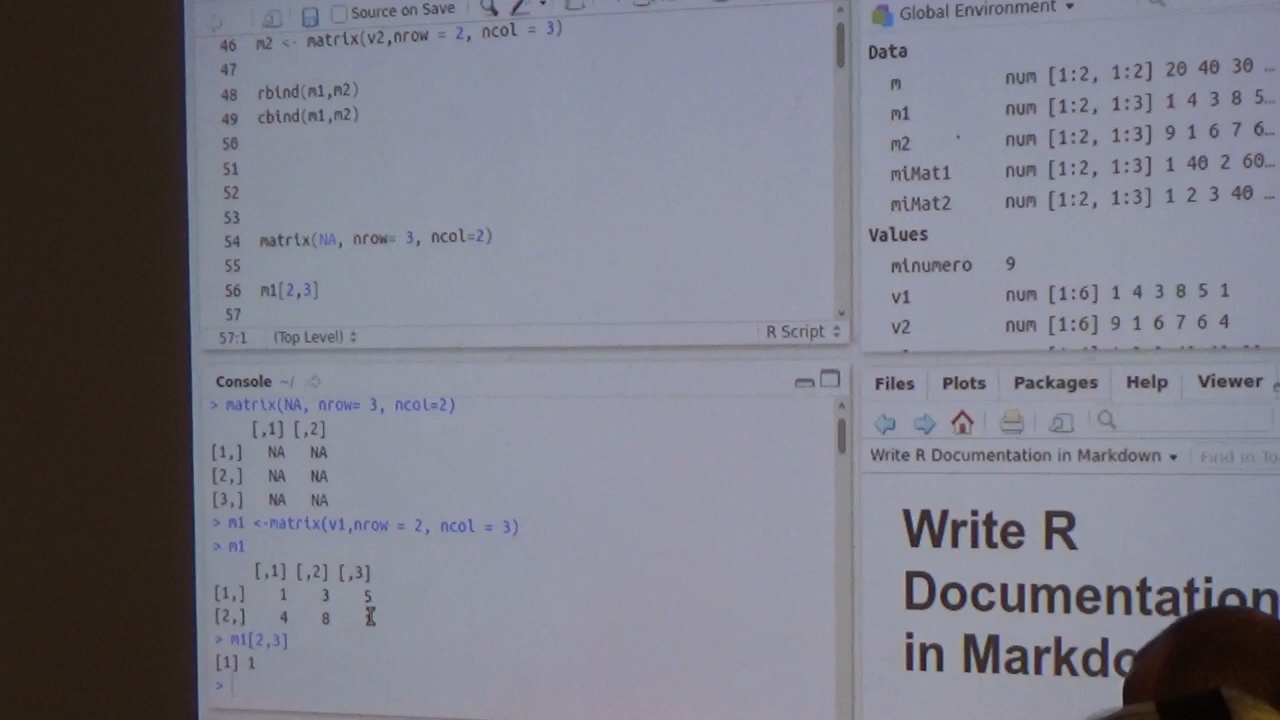 Source on Save
46 m2 <- matrix(v2,nrow = 2, ncol = 3)
47
48 rbind(m1,m2)
49 cbind(m1,m2)
50
51
52
53
54 matrix(NA, nrow= 3, ncol=2)
55
56 m1[2,3]
57
57:1 (Top Level) R Script
Console ~/
> matrix(NA, nrow= 3, ncol=2)
[,1] [,2]
[1,] NA NA
[2,] NA NA
[3,] NA NA
> m1 <-matrix(v1,nrow = 2, ncol = 3)
> m1
[,1] [,2] [,3]
[1,] 1 3 5
[2,] 4 8 1
> m1[2,3]
[1] 1
>
Global Environment
Data
m num [1:2, 1:2] 20 40 30 ...
m1 num [1:2, 1:3] 1 4 3 8 5...
m2 num [1:2, 1:3] 9 1 6 7 6...
miMat1 num [1:2, 1:3] 1 40 2 60...
miMat2 num [1:2, 1:3] 1 2 3 40 ...
Values
minumero 9
v1 num [1:6] 1 4 3 8 5 1
v2 num [1:6] 9 1 6 7 6 4
Files Plots Packages Help Viewer
Write R Documentation in Markdown Find in To
Write R
Documentation
in Markdo